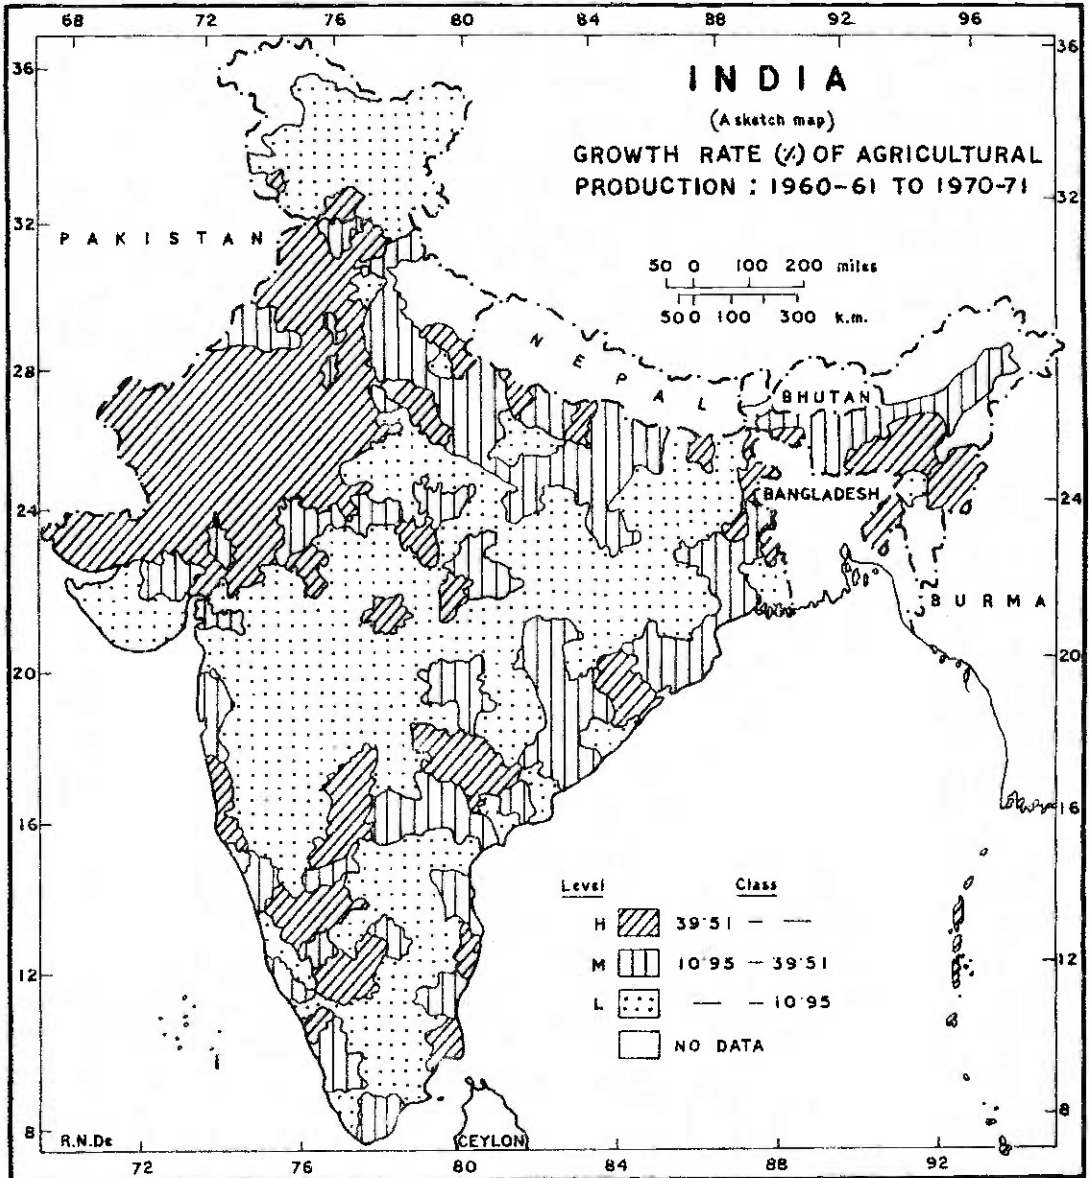 68 72 76 80 84 88 92 96
36 36
INDIA
(A sketch map)
GROWTH RATE (%) OF AGRICULTURAL
PRODUCTION : 1960-61 TO 1970-71
32 32
PAKISTAN
50 0 100 200 miles
50 0 100 300 k.m.
NEPAL
28 28
BHUTAN
BANGLADESH
24 24
BURMA
20 20
16 16
Level Class
H 39·51 — —
M 10·95 — 39·51
L — — 10·95
NO DATA
12 12
8 8
R.N.De
CEYLON
72 76 80 84 88 92